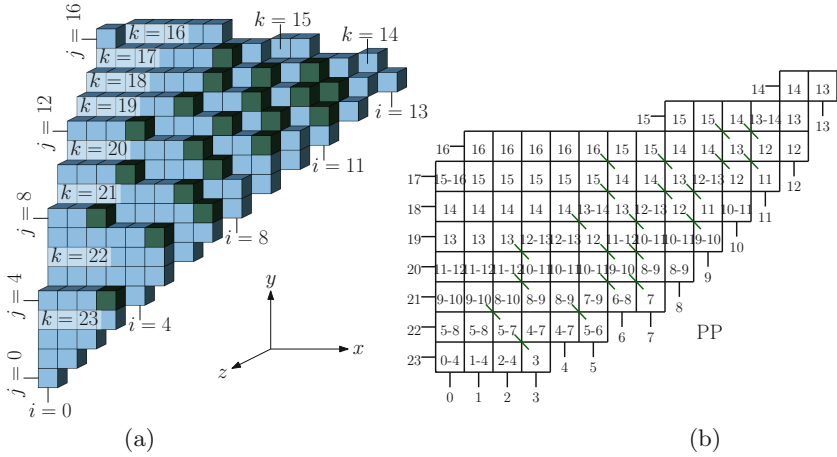 j = 16
k = 16
k = 15
k = 14
k = 17
k = 18
k = 19
i = 13
j = 12
k = 20
i = 11
k = 21
j = 8
i = 8
k = 22
j = 4
k = 23
i = 4
j = 0
i = 0
y
x
z
(a)
14 14 13
15 15 15 14 13-14 13 13
16 16 16 16 16 16 15 15 14 14 13 12 12
17 15-16 15 15 15 15 15 14 14 13 12-13 12 11 12
18 14 14 14 14 14 13-14 13 12-13 12 11 10-11 11
19 13 13 13 12-13 12-13 12 11-12 10-11 10-11 9-10 10
20 11-12 11-12 11-12 10-11 10-11 10-11 9-10 8-9 8-9 9
21 9-10 9-10 8-10 8-9 8-9 7-9 6-8 7 8
22 5-8 5-8 5-7 4-7 4-7 5-6 6 7 PP
23 0-4 1-4 2-4 3 4 5
0 1 2 3
(b)